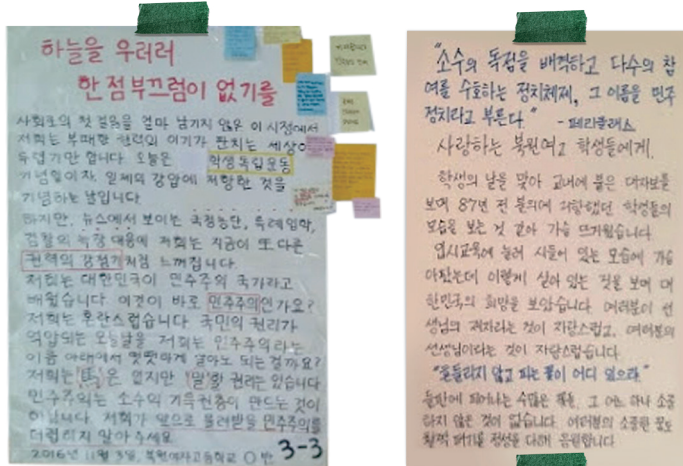 하늘을 우러러
한 점 부끄럼이 없기를
사회로의 첫 걸음을 얼마 남기지 않은 이 시점에서
저희는 부패한 권력의 이기가 판치는 세상이
두렵기만 합니다. 오늘은 학생독립운동
기념일이자, 일제의 강압에 저항한 것을
기념하는 날입니다.
하지만, 뉴스에서 보이는 국정농단, 특례입학,
검찰의 늑장 대응에 저희는 지금이 또 다른
권력의 강점기처럼 느껴집니다.
저희는 대한민국이 민주주의 국가라고
배웠습니다. 이것이 바로 민주주의인가요?
저희는 혼란스럽습니다. 국민의 권리가
억압되는 오늘날을 저희는 민주주의라는
이름 아래에서 떳떳하게 살아도 되는 걸까요?
저희는 '표'은 없지만 '말'할 권리는 있습니다
민주주의는 소수의 기득권층이 만드는 것이
아닙니다. 저희가 앞으로 물려받을 민주주의를
더럽히지 말아주세요
2016년 11월 3일, 북원여자고등학교 ○반
3-3
"소수의 독점을 배격하고 다수의 참
여를 수호하는 정치체제, 그 이름을 민주
정치라고 부른다." - 페리클레스
사랑하는 북원여고 학생들에게.
학생의 날을 맞아 교내에 붙은 대자보를
보며 87년 전 불의에 저항했던 학생들의
모습을 보는 것 같아 가슴 뜨거웠습니다.
입시교육에 눌려 시들어 있는 모습에 가슴
아팠는데 이렇게 살아 있는 것을 보며 대
한민국의 희망을 보았습니다. 여러분이 선
생님의 제자라는 것이 자랑스럽고, 여러분의
선생님이라는 것이 자랑스럽습니다.
"흔들리지 않고 피는 꽃이 어디 있으랴"
들판에 피어나는 수많은 꽃들, 그 어느 하나 소중
하지 않은 것이 없습니다. 여러분의 소중한 꿈도
활짝 피기를 정성을 다해 응원합니다.